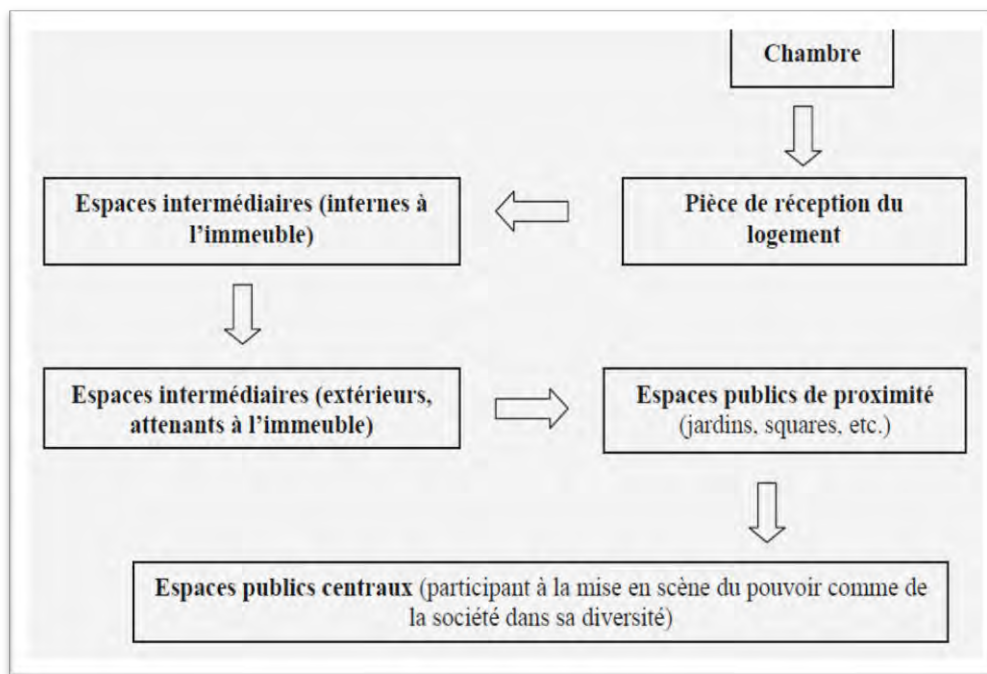 Chambre
Pièce de réception du
logement
Espaces intermédiaires (internes à
l'immeuble)
Espaces intermédiaires (extérieurs,
attenants à l'immeuble)
Espaces publics de proximité
(jardins, squares, etc.)
Espaces publics centraux (participant à la mise en scène du pouvoir comme de
la société dans sa diversité)